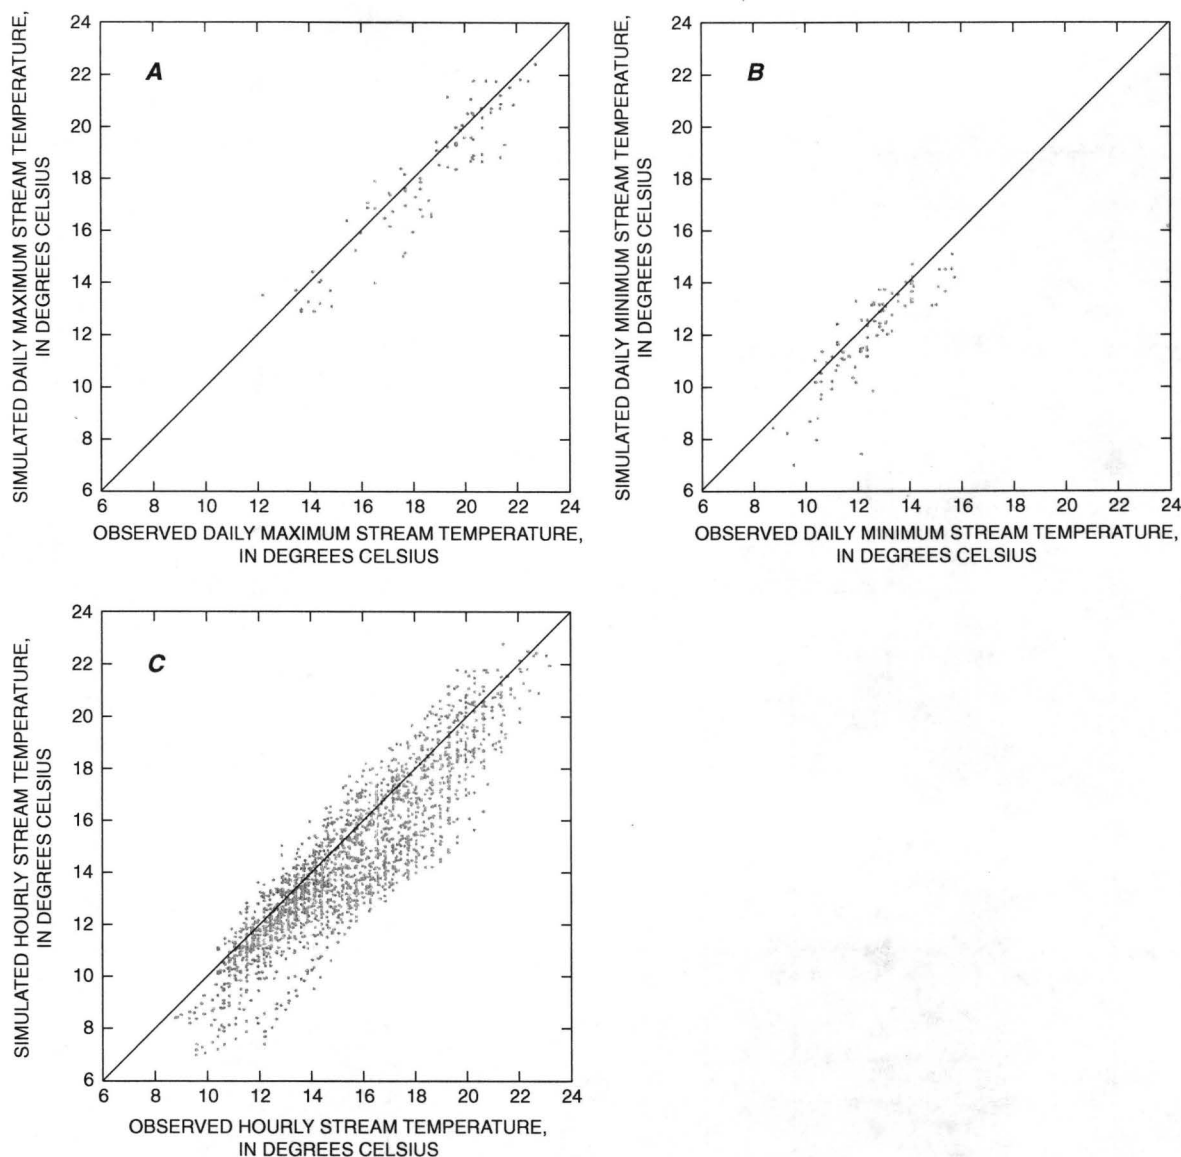 SIMULATED DAILY MAXIMUM STREAM TEMPERATURE,
IN DEGREES CELSIUS
24
22
20
18
16
14
12
10
8
6
A
6 8 10 12 14 16 18 20 22 24
OBSERVED DAILY MAXIMUM STREAM TEMPERATURE,
IN DEGREES CELSIUS
SIMULATED DAILY MINIMUM STREAM TEMPERATURE,
IN DEGREES CELSIUS
24
22
20
18
16
14
12
10
8
6
B
6 8 10 12 14 16 18 20 22 24
OBSERVED DAILY MINIMUM STREAM TEMPERATURE,
IN DEGREES CELSIUS
SIMULATED HOURLY STREAM TEMPERATURE,
IN DEGREES CELSIUS
24
22
20
18
16
14
12
10
8
6
C
6 8 10 12 14 16 18 20 22 24
OBSERVED HOURLY STREAM TEMPERATURE,
IN DEGREES CELSIUS